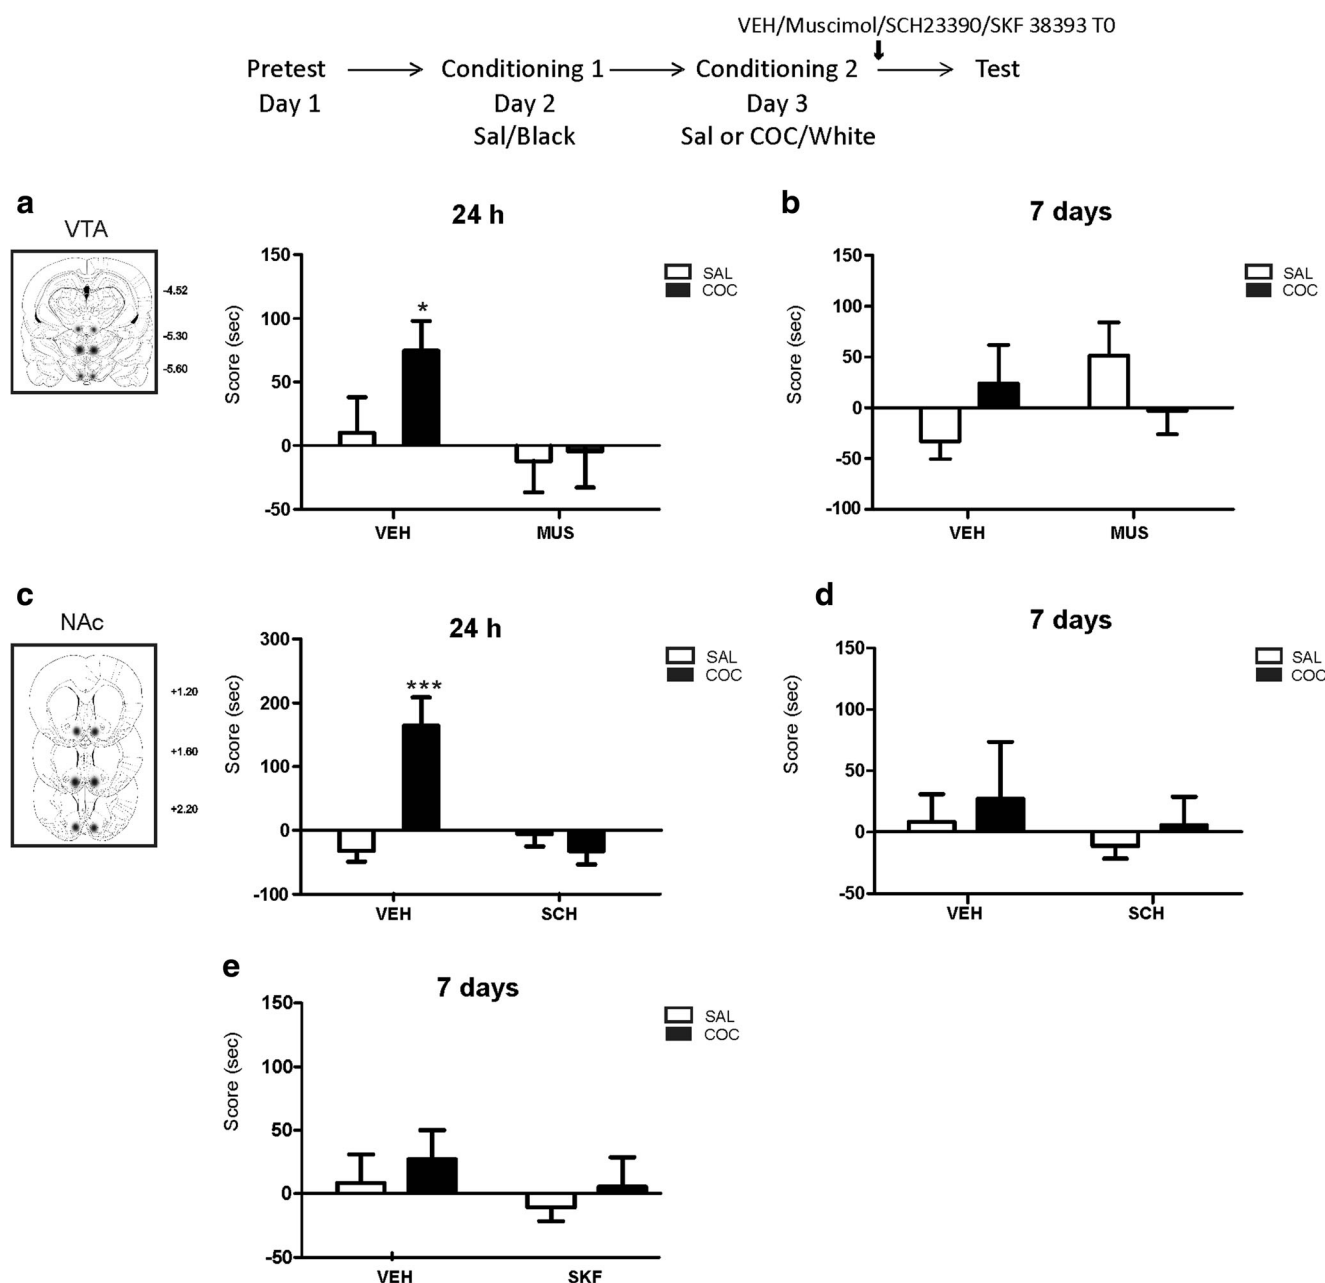 VEH/Muscimol/SCH23390/SKF 38393 T0
Pretest Conditioning 1 Conditioning 2 Test
Day 1 Day 2 Day 3
Sal/Black Sal or COC/White
a
VTA
-4.52
-5.30
-5.60
24 h
Score (sec)
150
100
50
0
-50
*
VEH MUS
SAL
COC
b
7 days
Score (sec)
150
100
50
0
-50
-100
VEH MUS
SAL
COC
c
NAc
+1.20
+1.60
+2.20
24 h
Score (sec)
300
200
100
0
-100
***
VEH SCH
SAL
COC
d
7 days
Score (sec)
150
100
50
0
-50
VEH SCH
SAL
COC
e
7 days
Score (sec)
150
100
50
0
-50
VEH SKF
SAL
COC